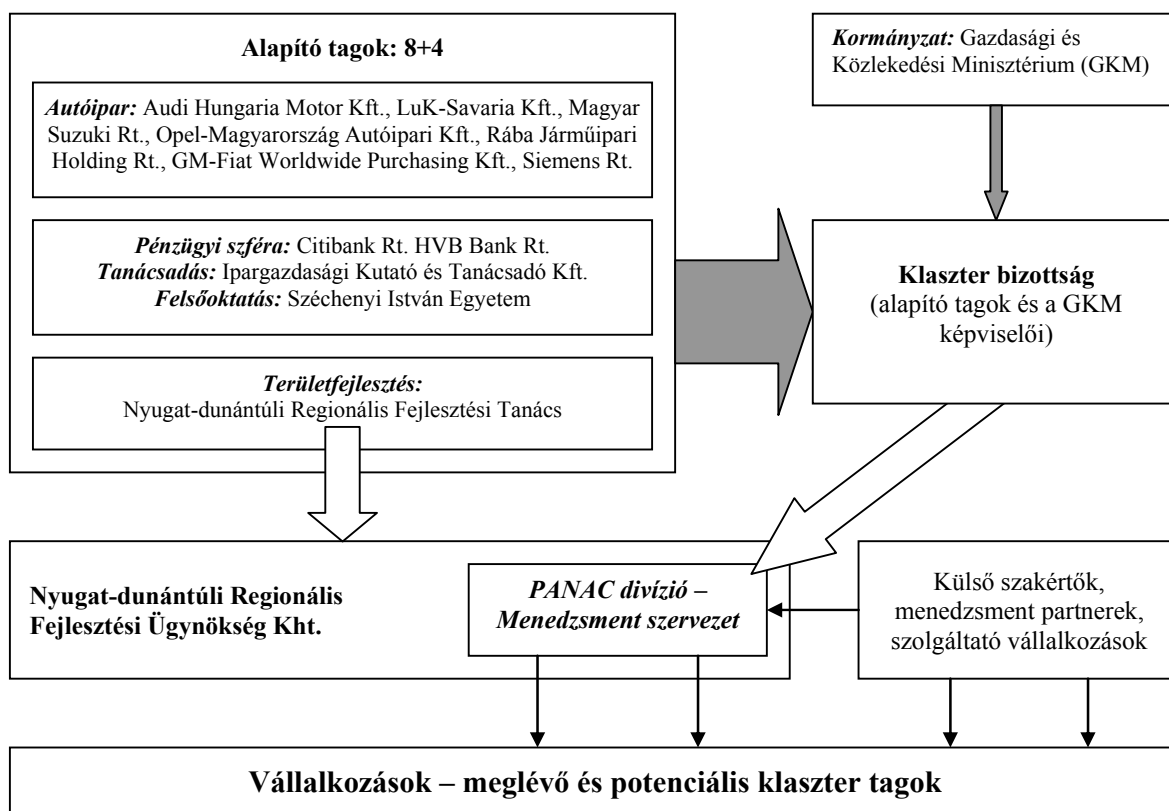 Alapító tagok: 8+4
Autóipar: Audi Hungaria Motor Kft., LuK-Savaria Kft., Magyar
Suzuki Rt., Opel-Magyarország Autóipari Kft., Rába Járműipari
Holding Rt., GM-Fiat Worldwide Purchasing Kft., Siemens Rt.
Pénzügyi szféra: Citibank Rt. HVB Bank Rt.
Tanácsadás: Ipargazdasági Kutató és Tanácsadó Kft.
Felsőoktatás: Széchenyi István Egyetem
Területfejlesztés:
Nyugat-dunántúli Regionális Fejlesztési Tanács
Kormányzat: Gazdasági és
Közlekedési Minisztérium (GKM)
Klaszter bizottság
(alapító tagok és a GKM
képviselői)
Nyugat-dunántúli Regionális
Fejlesztési Ügynökség Kht.
PANAC divízió –
Menedzsment szervezet
Külső szakértők,
menedzsment partnerek,
szolgáltató vállalkozások
Vállalkozások – meglévő és potenciális klaszter tagok